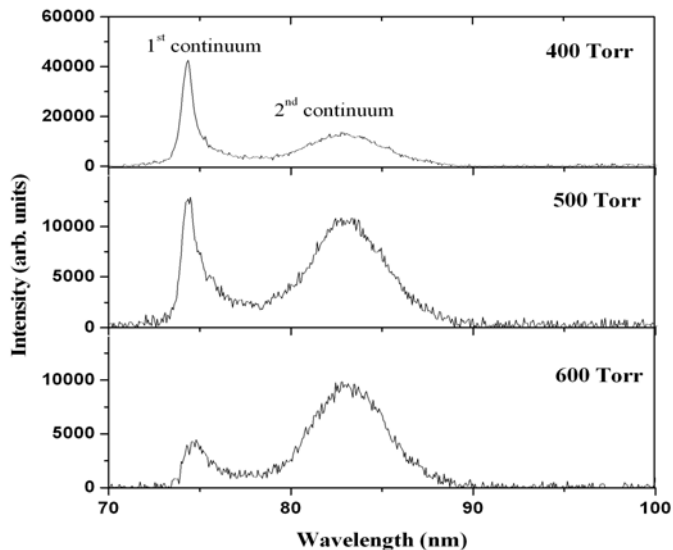 60000
40000
20000
0
1st continuum
2nd continuum
400 Torr
10000
5000
0
500 Torr
10000
5000
0
600 Torr
70 80 90 100
Intensity (arb. units)
Wavelength (nm)